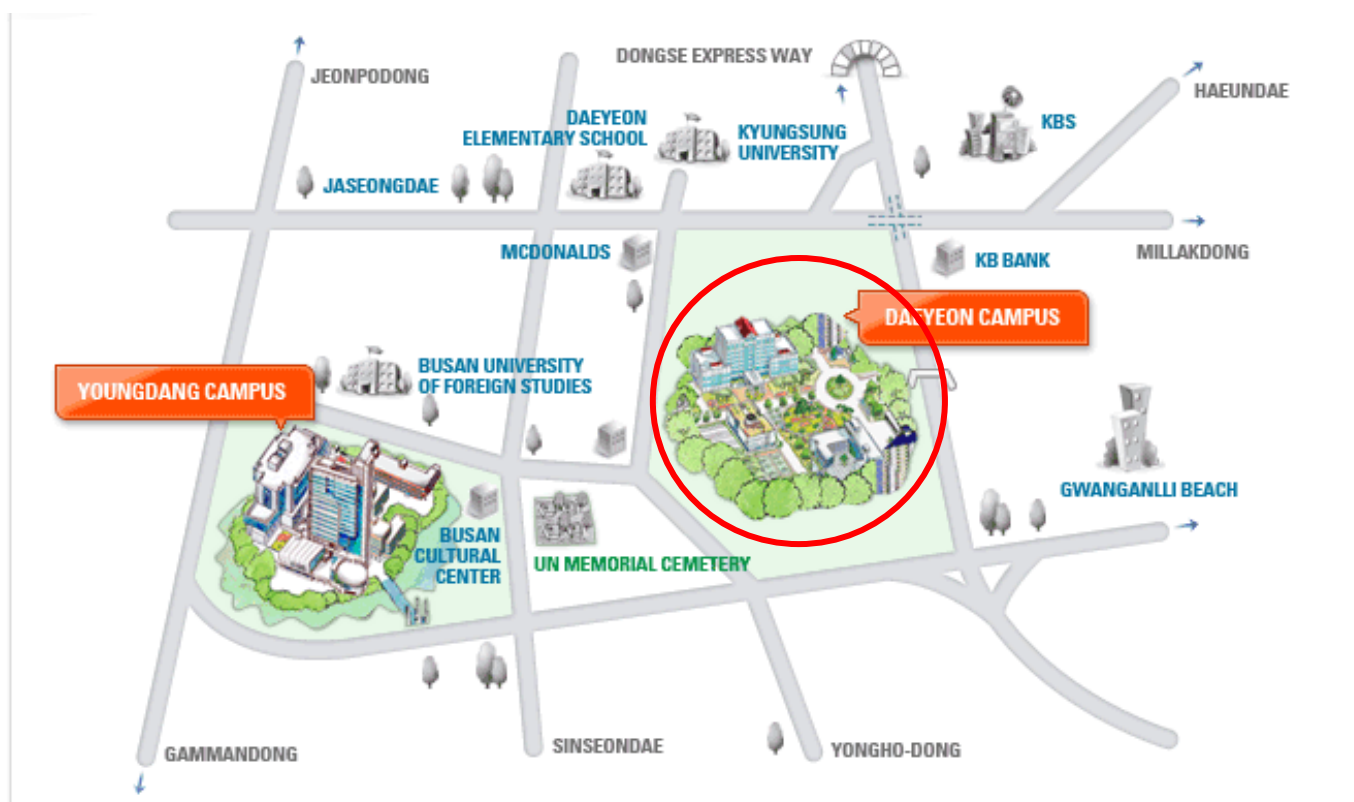 DONGSE EXPRESS WAY
JEONPODONG
HAEUNDAE
DAEYEON
ELEMENTARY SCHOOL
KYUNGSUNG
UNIVERSITY
KBS
JASEONGDAE
MCDONALDS
KB BANK
MILLAKDONG
DAEYEON CAMPUS
BUSAN UNIVERSITY
OF FOREIGN STUDIES
YOUNGDANG CAMPUS
GWANGANLLI BEACH
BUSAN
CULTURAL
CENTER
UN MEMORIAL CEMETERY
GAMMANDONG
SINSEONDAE
YONGHO-DONG